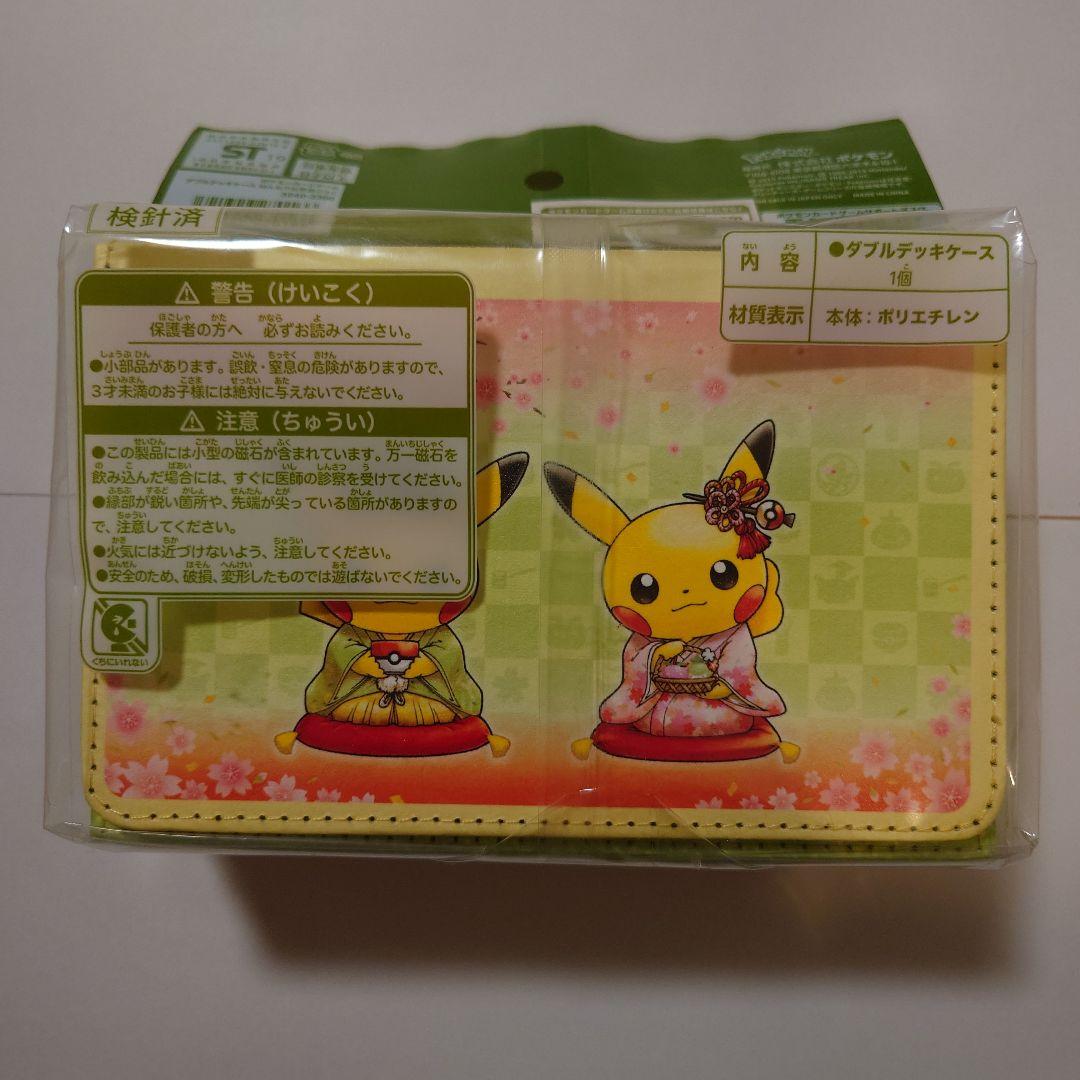 ST
株式会社 ポケモン
MADE IN CHINA
検針済
内容
●ダブルデッキケース
1個
材質表示
本体：ポリエチレン
⚠ 警告（けいこく）
保護者の方へ 必ずお読みください。
●小部品があります。誤飲・窒息の危険がありますので、
3才未満のお子様には絶対に与えないでください。
⚠ 注意（ちゅうい）
●この製品には小型の磁石が含まれています。万一磁石を
飲み込んだ場合には、すぐに医師の診察を受けてください。
●縁部が鋭い箇所や、先端が尖っている箇所がありますの
で、注意してください。
●火気には近づけないよう、注意してください。
●安全のため、破損、変形したものでは遊ばないでください。
くちにいれない